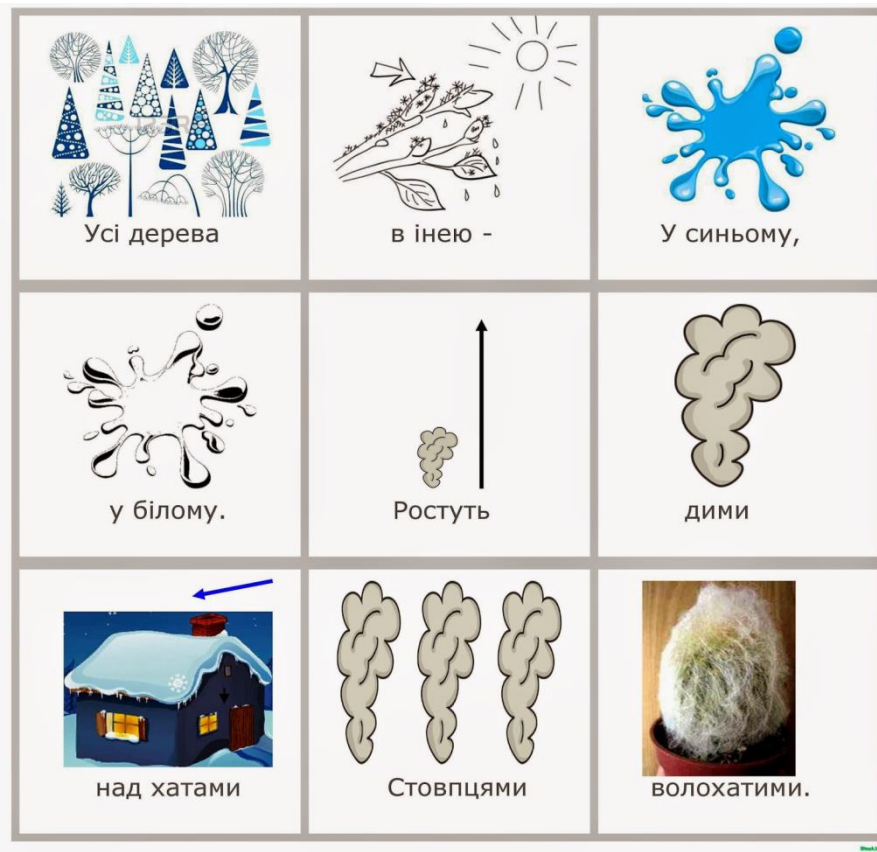 Усі дерева
в інею -
У синьому,
у білому.
Ростуть
дими
над хатами
Стовпцями
волохатими.